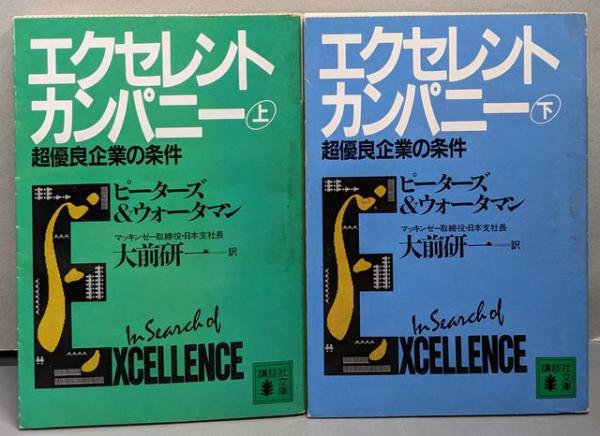 エクセレント
カンパニー上
超優良企業の条件
ピーターズ
&ウォータマン
マッキンゼー取締役・日本支社長
大前研一──訳
In Search of
EXCELLENCE
講談社
文庫
エクセレント
カンパニー下
超優良企業の条件
ピーターズ
&ウォータマン
マッキンゼー取締役・日本支社長
大前研一──訳
In Search of
EXCELLENCE
講談社
文庫